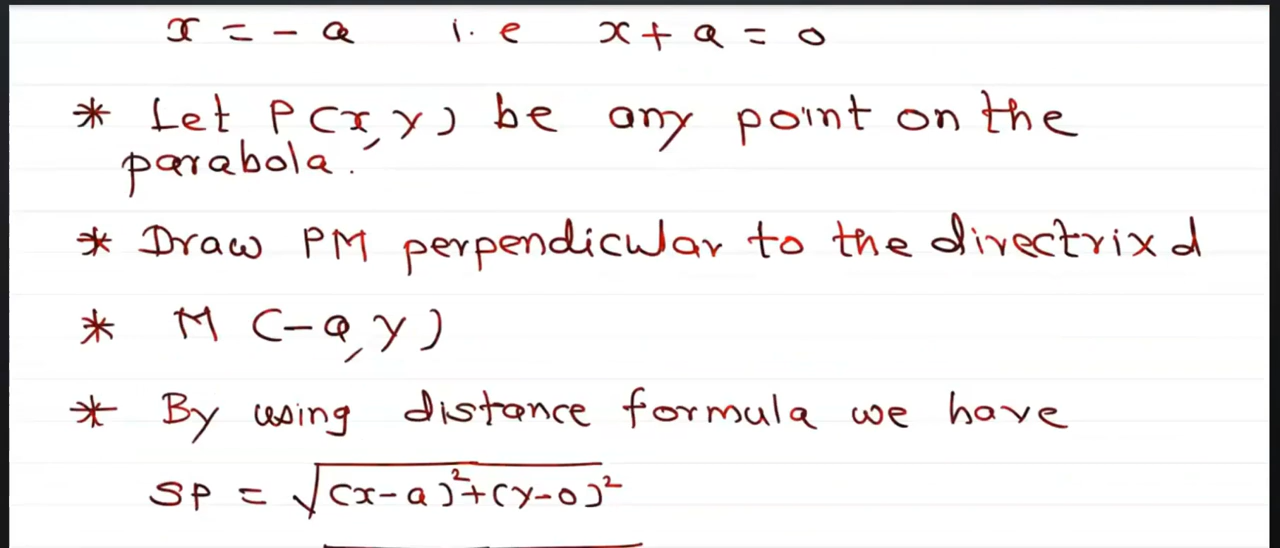 x = - a i. e x + a = 0
* Let P(x, y) be any point on the
parabola.
* Draw PM perpendicular to the directrix d
* M (-a, y)
* By using distance formula we have
SP = √(x-a)²+(y-0)²